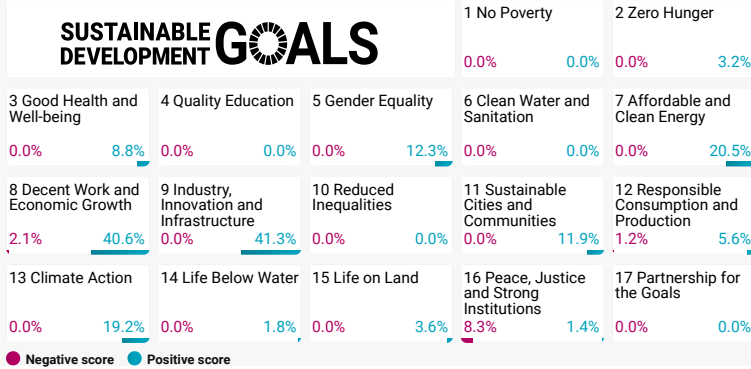 SUSTAINABLE
DEVELOPMENT
GOALS
1 No Poverty
0.0% 0.0%
2 Zero Hunger
0.0% 3.2%
3 Good Health and
Well-being
0.0% 8.8%
4 Quality Education
0.0% 0.0%
5 Gender Equality
0.0% 12.3%
6 Clean Water and
Sanitation
0.0% 0.0%
7 Affordable and
Clean Energy
0.0% 20.5%
8 Decent Work and
Economic Growth
2.1% 40.6%
9 Industry,
Innovation and
Infrastructure
0.0% 41.3%
10 Reduced
Inequalities
0.0% 0.0%
11 Sustainable
Cities and
Communities
0.0% 11.9%
12 Responsible
Consumption and
Production
1.2% 5.6%
13 Climate Action
0.0% 19.2%
14 Life Below Water
0.0% 1.8%
15 Life on Land
0.0% 3.6%
16 Peace, Justice
and Strong
Institutions
8.3% 1.4%
17 Partnership for
the Goals
0.0% 0.0%
Negative score Positive score